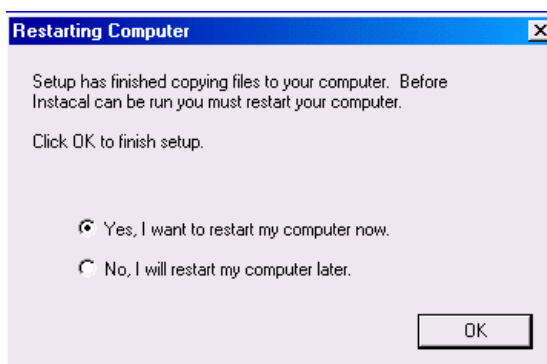 Restarting Computer
Setup has finished copying files to your computer.  Before
Instacal can be run you must restart your computer.
Click OK to finish setup.
Yes, I want to restart my computer now.
No, I will restart my computer later.
OK